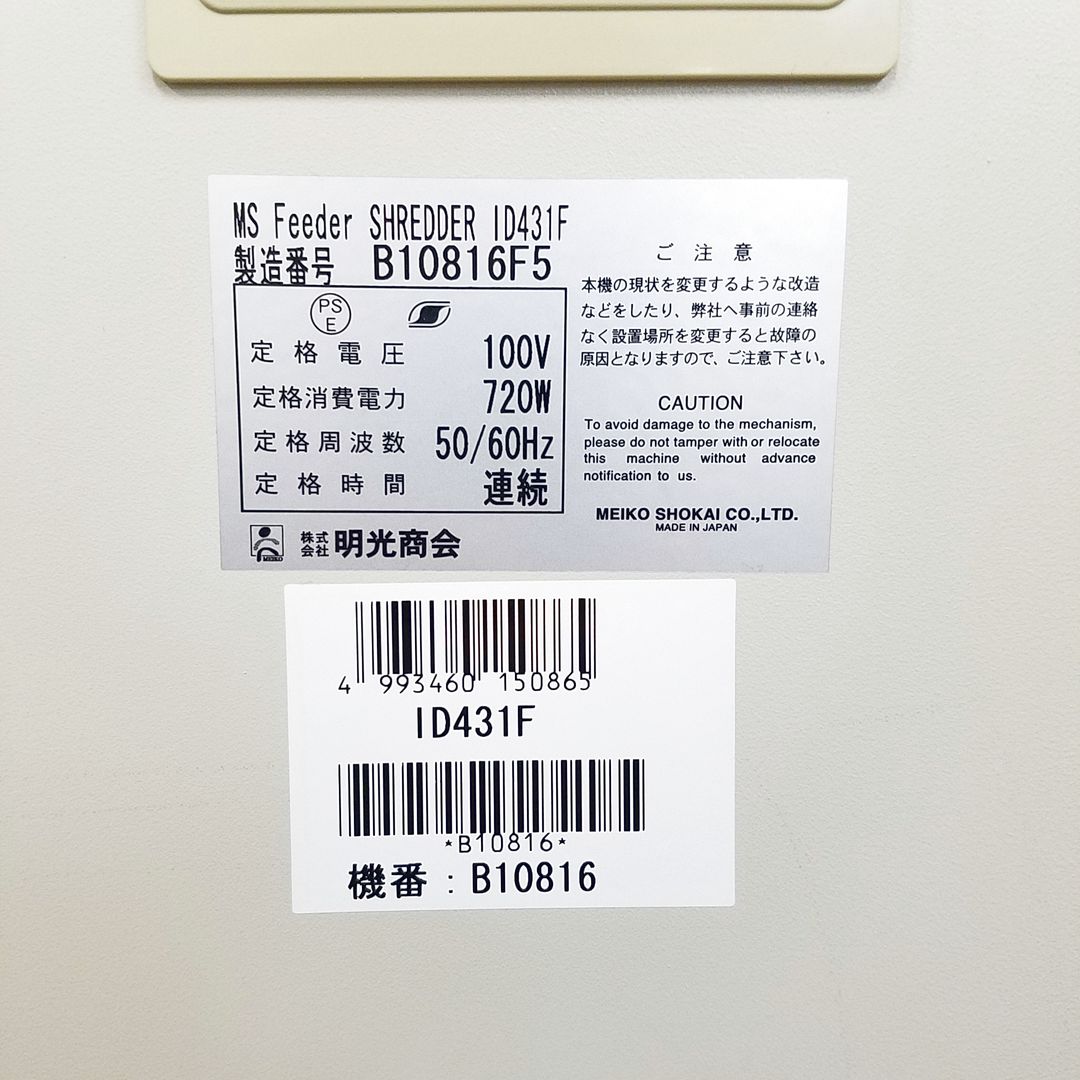 MS Feeder SHREDDER ID431F
製造番号 B10816F5
PS
E
定格電圧 100V
定格消費電力 720W
定格周波数 50/60Hz
定格時間 連続
MEIKO
株式
会社 明光商会
ご注意
本機の現状を変更するような改造
などをしたり、弊社へ事前の連絡
なく設置場所を変更すると故障の
原因となりますので、ご注意下さい。
CAUTION
To avoid damage to the mechanism,
please do not tamper with or relocate
this machine without advance
notification to us.
MEIKO SHOKAI CO.,LTD.
MADE IN JAPAN
4 993460 150865
ID431F
*B10816*
機番：B10816